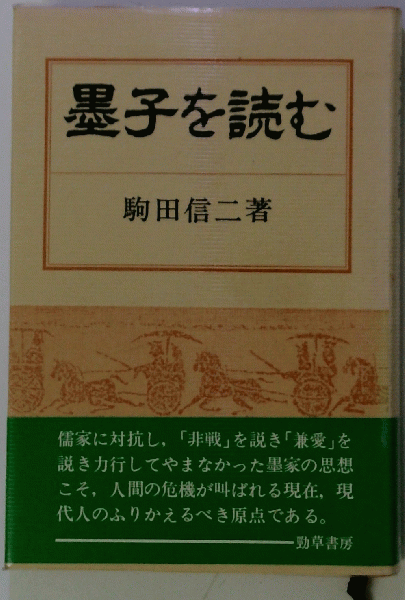 墨子を読む
駒田信二著
儒家に対抗し，「非戦」を説き「兼愛」を
説き力行してやまなかった墨家の思想
こそ，人間の危機が叫ばれる現在，現
代人のふりかえるべき原点である。
勁草書房